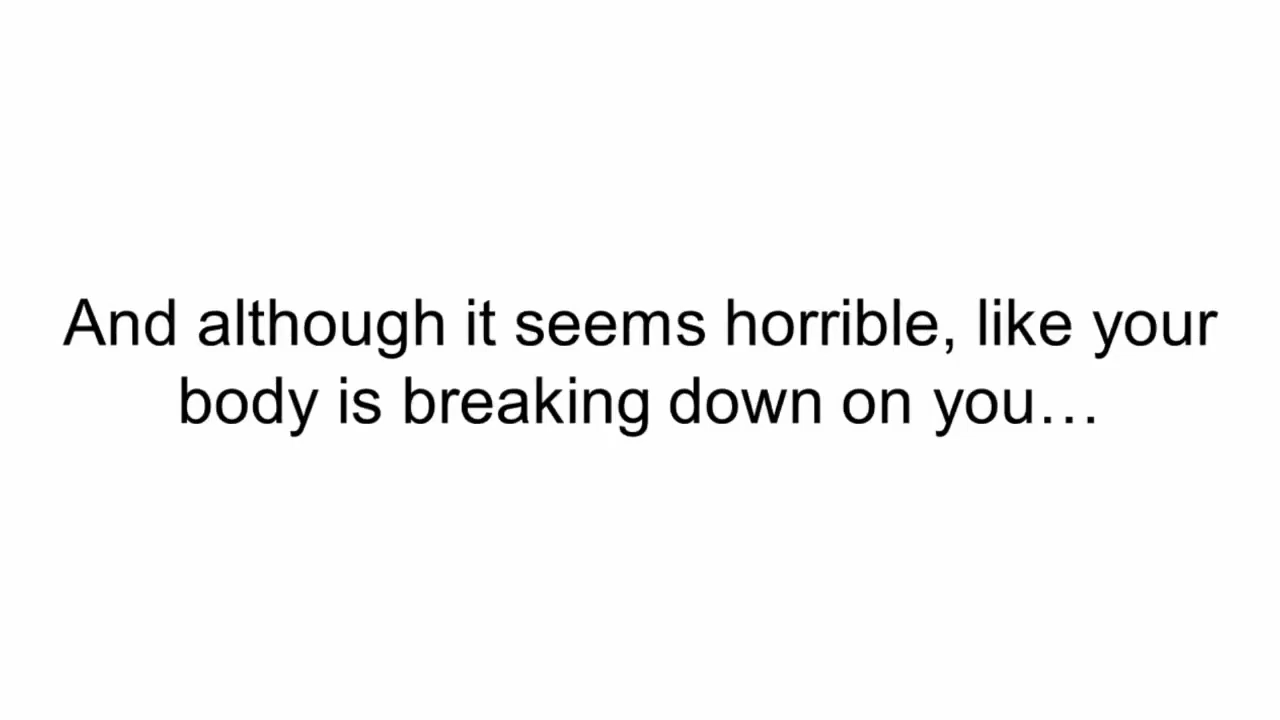 And although it seems horrible, like your
body is breaking down on you…